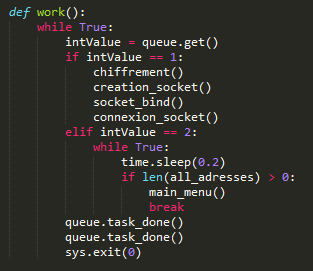 def work():
    while True:
        intValue = queue.get()
        if intValue == 1:
            chiffrement()
            creation_socket()
            socket_bind()
            connexion_socket()
        elif intValue == 2:
            while True:
                time.sleep(0.2)
                if len(all_adresses) > 0:
                    main_menu()
                    break
        queue.task_done()
        queue.task_done()
        sys.exit(0)